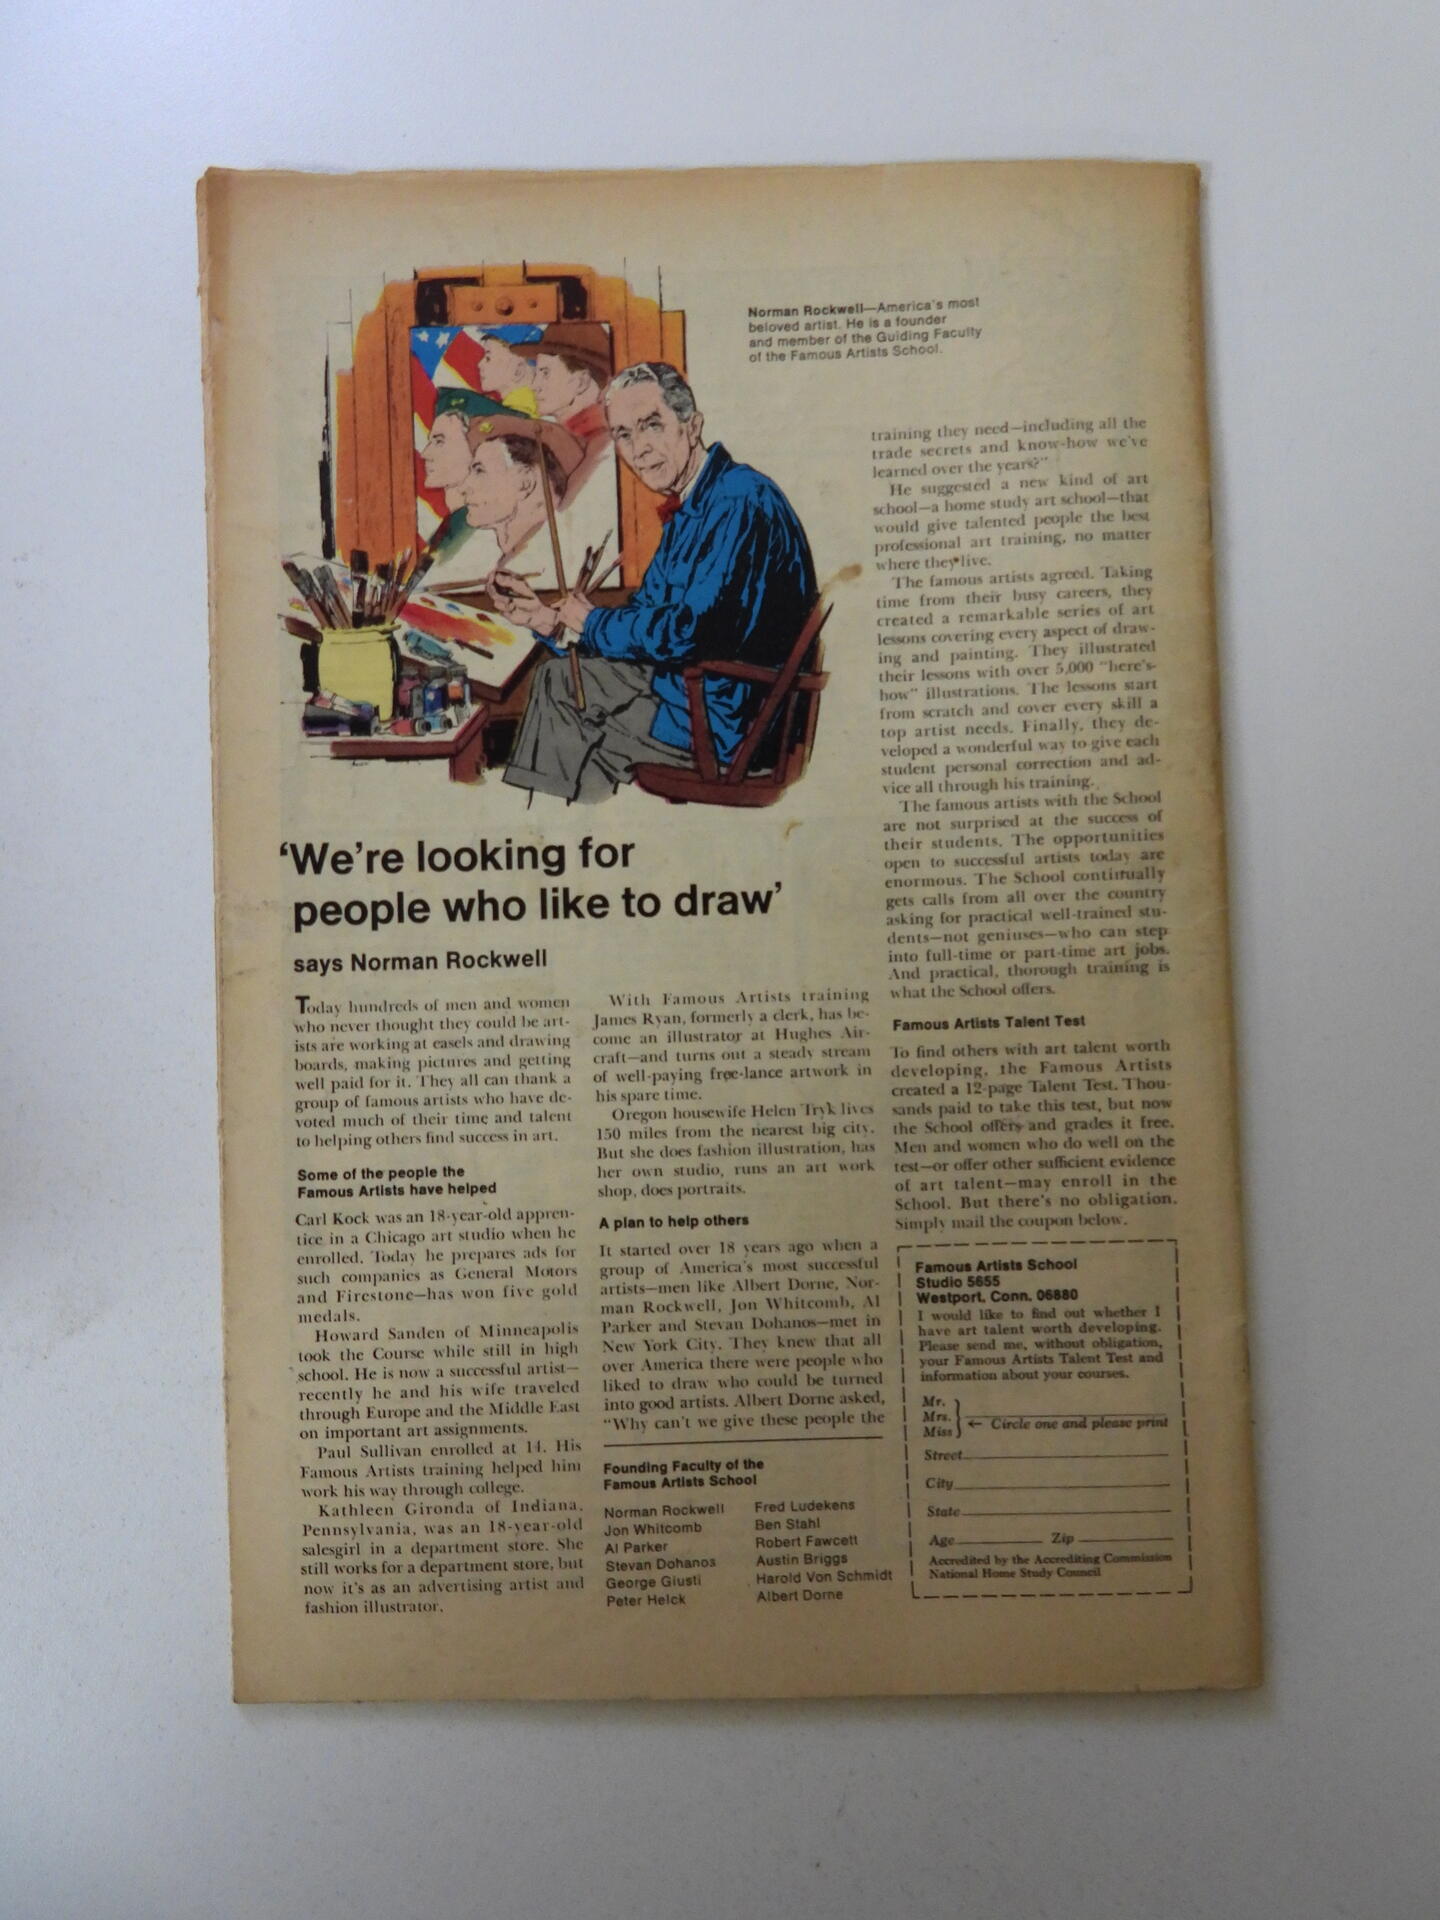 Norman Rockwell—America's most
beloved artist. He is a founder
and member of the Guiding Faculty
of the Famous Artists School.
'We're looking for
people who like to draw'
says Norman Rockwell
Today hundreds of men and women
who never thought they could be art-
ists are working at easels and drawing
boards, making pictures and getting
well paid for it. They all can thank a
group of famous artists who have de-
voted much of their time and talent
to helping others find success in art.
Some of the people the
Famous Artists have helped
Carl Kock was an 18-year-old appren-
tice in a Chicago art studio when he
enrolled. Today he prepares ads for
such companies as General Motors
and Firestone—has won five gold
medals.
Howard Sanden of Minneapolis
took the Course while still in high
school. He is now a successful artist—
recently he and his wife traveled
through Europe and the Middle East
on important art assignments.
Paul Sullivan enrolled at 14. His
Famous Artists training helped him
work his way through college.
Kathleen Gironda of Indiana,
Pennsylvania, was an 18-year-old
salesgirl in a department store. She
still works for a department store, but
now it's as an advertising artist and
fashion illustrator.
With Famous Artists training
James Ryan, formerly a clerk, has be-
come an illustrator at Hughes Air-
craft—and turns out a steady stream
of well-paying free-lance artwork in
his spare time.
Oregon housewife Helen Tryk lives
150 miles from the nearest big city.
But she does fashion illustration, has
her own studio, runs an art work
shop, does portraits.
A plan to help others
It started over 18 years ago when a
group of America's most successful
artists—men like Albert Dorne, Nor-
man Rockwell, Jon Whitcomb, Al
Parker and Stevan Dohanos—met in
New York City. They knew that all
over America there were people who
liked to draw who could be turned
into good artists. Albert Dorne asked,
"Why can't we give these people the
Founding Faculty of the
Famous Artists School
Norman Rockwell
Jon Whitcomb
Al Parker
Stevan Dohanos
George Giusti
Peter Helck
Fred Ludekens
Ben Stahl
Robert Fawcett
Austin Briggs
Harold Von Schmidt
Albert Dorne
training they need—including all the
trade secrets and know-how we've
learned over the years?"
He suggested a new kind of art
school—a home study art school—that
would give talented people the best
professional art training, no matter
where they live.
The famous artists agreed. Taking
time from their busy careers, they
created a remarkable series of art
lessons covering every aspect of draw-
ing and painting. They illustrated
their lessons with over 5,000 "here's-
how" illustrations. The lessons start
from scratch and cover every skill a
top artist needs. Finally, they de-
veloped a wonderful way to give each
student personal correction and ad-
vice all through his training.
The famous artists with the School
are not surprised at the success of
their students. The opportunities
open to successful artists today are
enormous. The School continually
gets calls from all over the country
asking for practical well-trained stu-
dents—not geniuses—who can step
into full-time or part-time art jobs.
And practical, thorough training is
what the School offers.
Famous Artists Talent Test
To find others with art talent worth
developing, the Famous Artists
created a 12-page Talent Test. Thou-
sands paid to take this test, but now
the School offers and grades it free.
Men and women who do well on the
test—or offer other sufficient evidence
of art talent—may enroll in the
School. But there's no obligation.
Simply mail the coupon below.
Famous Artists School
Studio 5655
Westport, Conn. 06880
I would like to find out whether I
have art talent worth developing.
Please send me, without obligation,
your Famous Artists Talent Test and
information about your courses.
Mr.
Mrs.
Miss
← Circle one and please print
Street
City
State
Age Zip
Accredited by the Accrediting Commission
National Home Study Council